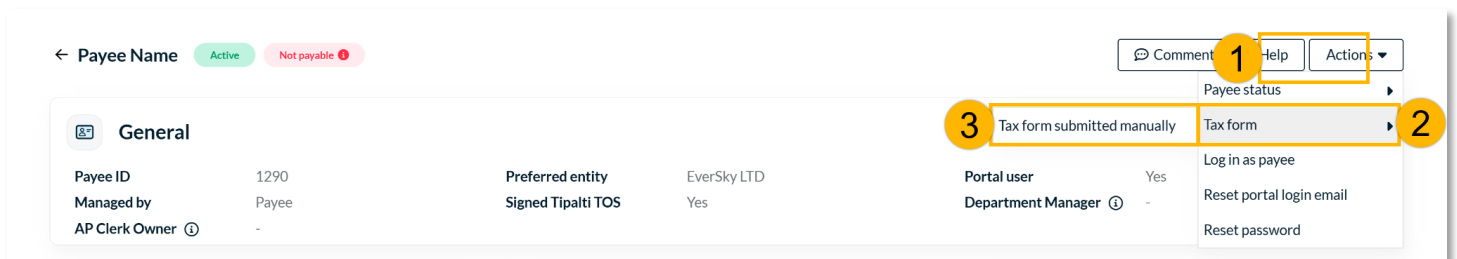 Payee Name Active Not payable Comment 1 Help Actions
Payee status
General
3 Tax form submitted manually Tax form 2
Log in as payee
Payee ID 1290 Preferred entity EverSky LTD Portal user Yes
Reset portal login email
Managed by Payee Signed Tipalti TOS Yes Department Manager -
AP Clerk Owner - Reset password